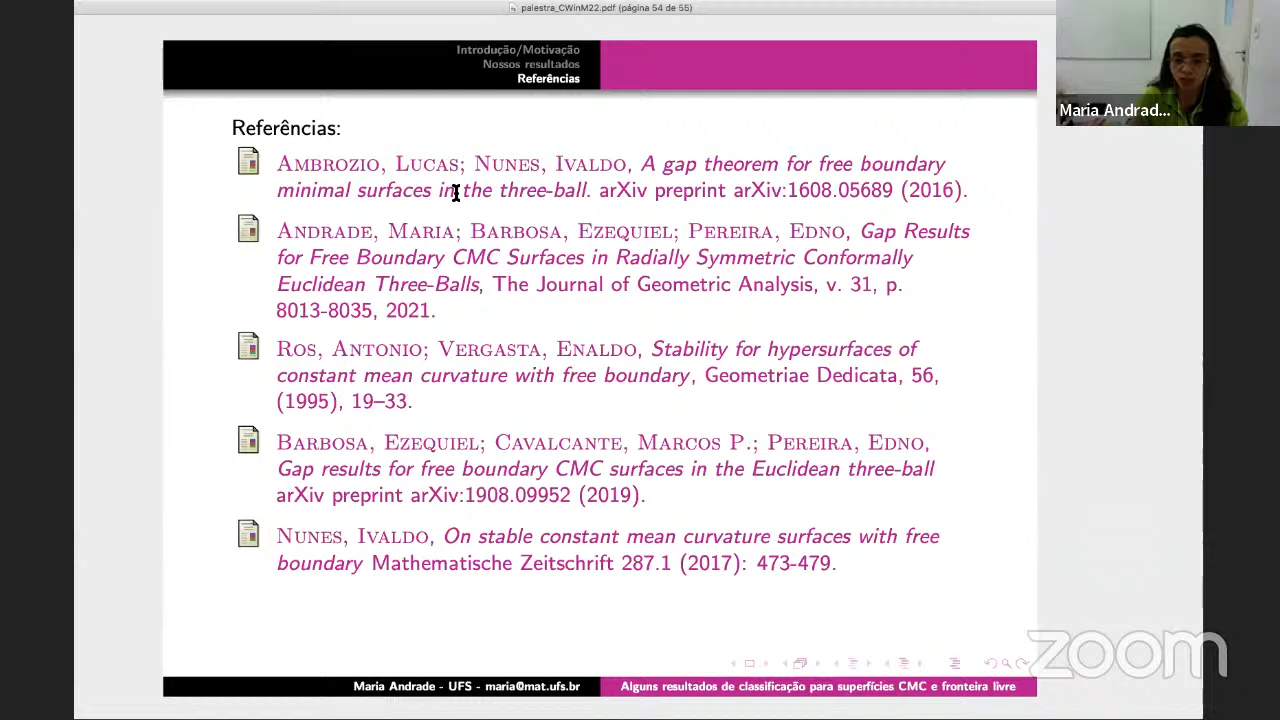 palestra_CWinM22.pdf (página 54 de 55)
Introdução/Motivação
Nossos resultados
Referências
Maria Andrad...
Referências:
Ambrozio, Lucas; Nunes, Ivaldo, A gap theorem for free boundary
minimal surfaces in the three-ball. arXiv preprint arXiv:1608.05689 (2016).
Andrade, Maria; Barbosa, Ezequiel; Pereira, Edno, Gap Results
for Free Boundary CMC Surfaces in Radially Symmetric Conformally
Euclidean Three-Balls, The Journal of Geometric Analysis, v. 31, p.
8013-8035, 2021.
Ros, Antonio; Vergasta, Enaldo, Stability for hypersurfaces of
constant mean curvature with free boundary, Geometriae Dedicata, 56,
(1995), 19–33.
Barbosa, Ezequiel; Cavalcante, Marcos P.; Pereira, Edno,
Gap results for free boundary CMC surfaces in the Euclidean three-ball
arXiv preprint arXiv:1908.09952 (2019).
Nunes, Ivaldo, On stable constant mean curvature surfaces with free
boundary Mathematische Zeitschrift 287.1 (2017): 473-479.
zoom
Maria Andrade - UFS - maria@mat.ufs.br
Alguns resultados de classificação para superfícies CMC e fronteira livre